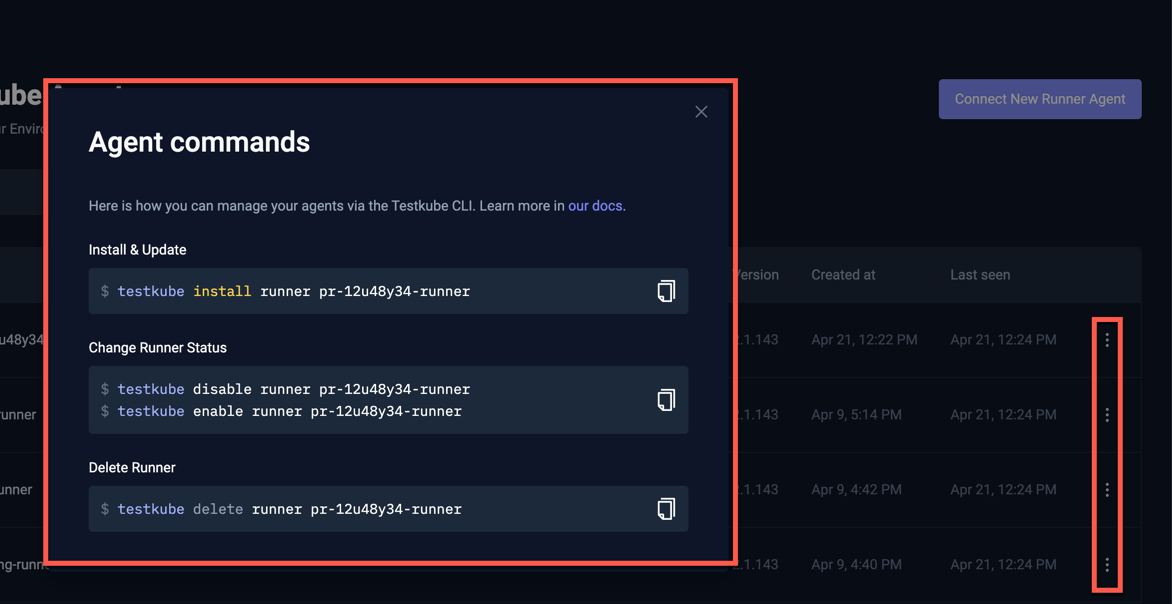 Connect New Runner Agent
Agent commands
Here is how you can manage your agents via the Testkube CLI. Learn more in our docs.
Install & Update
$ testkube install runner pr-12u48y34-runner
Change Runner Status
$ testkube disable runner pr-12u48y34-runner
$ testkube enable runner pr-12u48y34-runner
Delete Runner
$ testkube delete runner pr-12u48y34-runner
Version Created at Last seen
u48y34 2.1.143 Apr 21, 12:22 PM Apr 21, 12:24 PM
runner 2.1.143 Apr 9, 5:14 PM Apr 21, 12:24 PM
unner 2.1.143 Apr 9, 4:42 PM Apr 21, 12:24 PM
ng-runn 2.1.143 Apr 9, 4:40 PM Apr 21, 12:24 PM